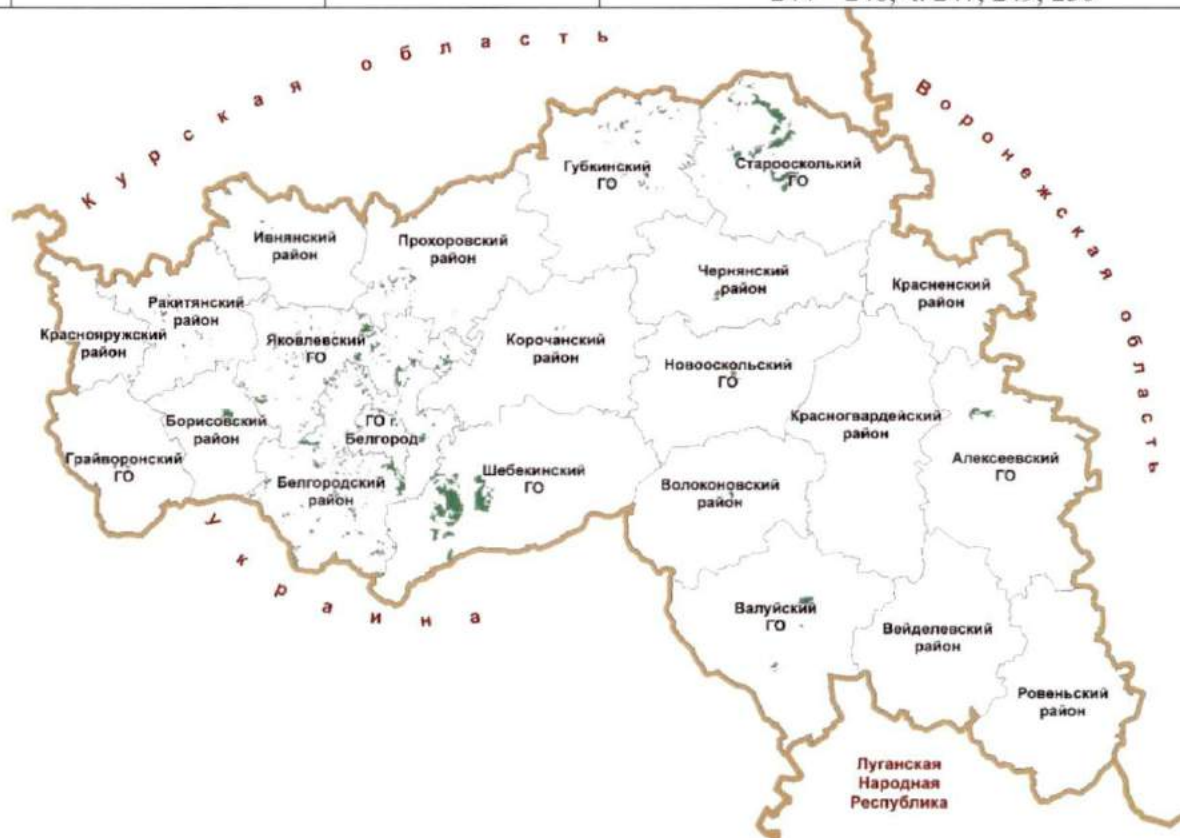 Курская область
Воронежская область
Губкинский
ГО
Староосколький
ГО
Ивнянский
район
Прохоровский
район
Чернянский
район
Красненский
район
Ракитянский
район
Краснояружский
район
Яковлевский
ГО
Корочанский
район
Новооскольский
ГО
Борисовский
район
ГО г.
Белгород
Красногвардейский
район
Грайворонский
ГО
Белгородский
район
Шебекинский
ГО
Волоконовский
район
Алексеевский
ГО
Украина
Валуйский
ГО
Вейделевский
район
Ровеньский
район
Луганская
Народная
Республика